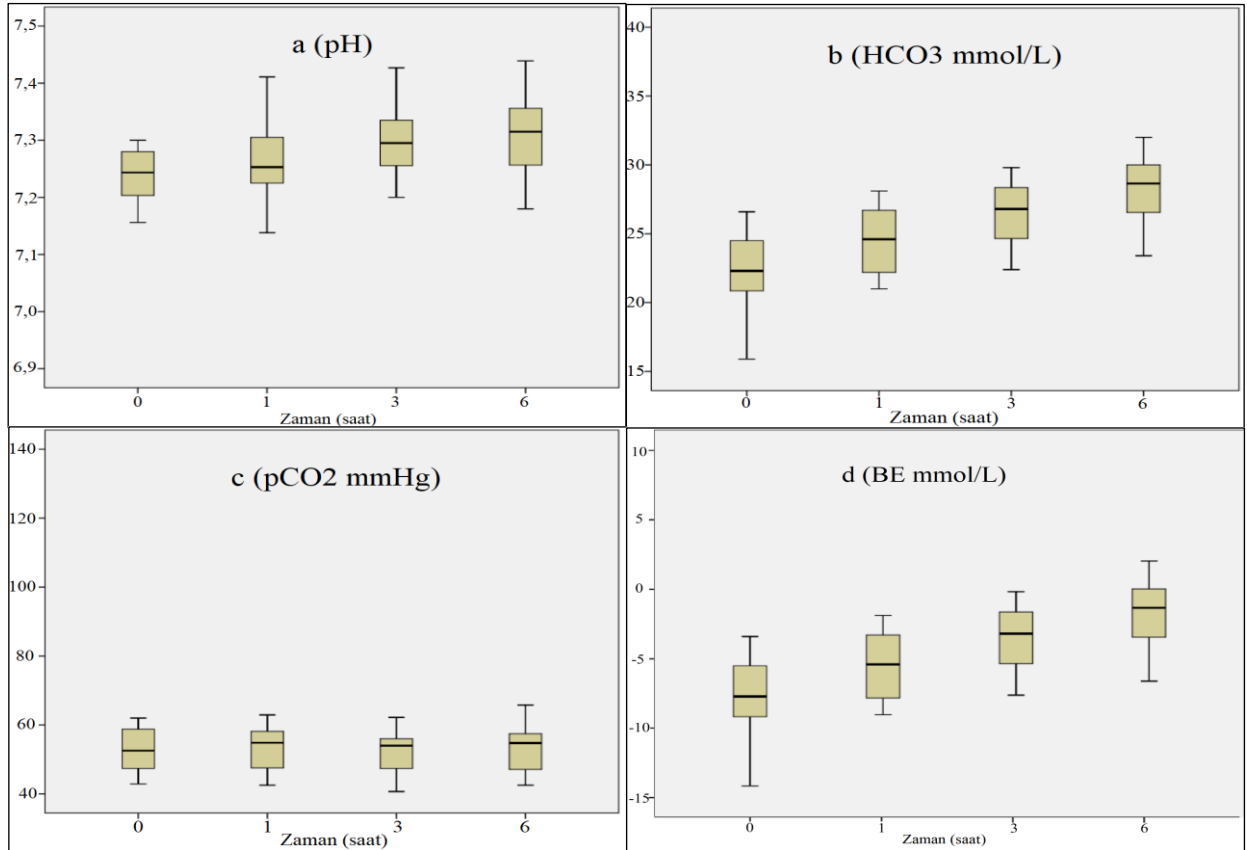 a (pH)
7,5
7,4
7,3
7,2
7,1
7,0
6,9
0 1 3 6
Zaman (saat)
b (HCO3 mmol/L)
40
35
30
25
20
15
0 1 3 6
Zaman (saat)
c (pCO2 mmHg)
140
120
100
80
60
40
0 1 3 6
Zaman (saat)
d (BE mmol/L)
10
5
0
-5
-10
-15
0 1 3 6
Zaman (saat)